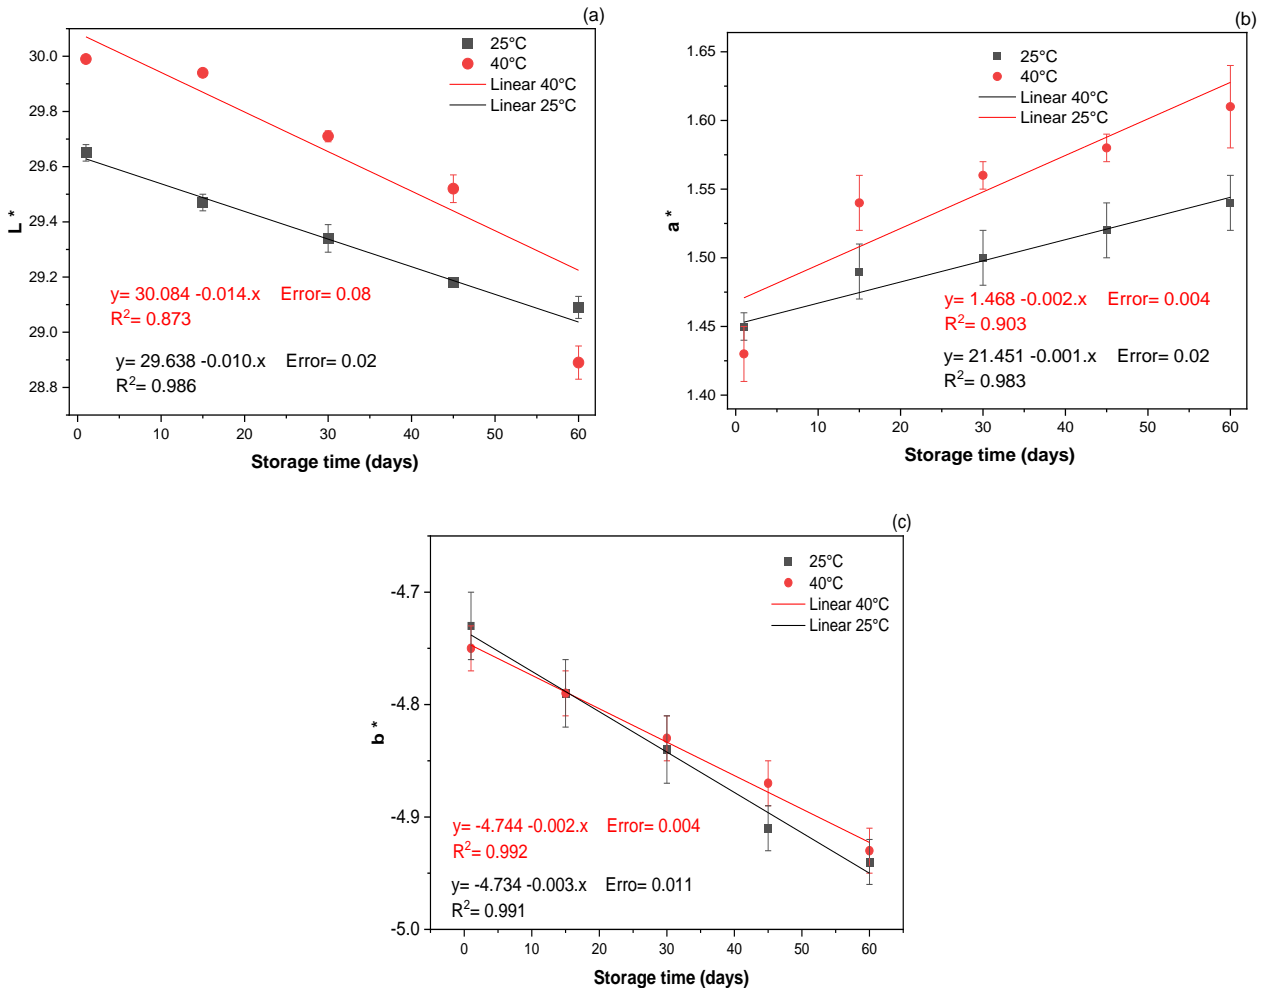 (a)
25°C
40°C
Linear 40°C
Linear 25°C
30.0
29.8
29.6
29.4
29.2
29.0
28.8
L *
y= 30.084 -0.014.x Error= 0.08
R²= 0.873
y= 29.638 -0.010.x Error= 0.02
R²= 0.986
0 10 20 30 40 50 60
Storage time (days)
(b)
25°C
40°C
Linear 40°C
Linear 25°C
1.65
1.60
1.55
1.50
1.45
1.40
a *
y= 1.468 -0.002.x Error= 0.004
R²= 0.903
y= 21.451 -0.001.x Error= 0.02
R²= 0.983
0 10 20 30 40 50 60
Storage time (days)
(c)
25°C
40°C
Linear 40°C
Linear 25°C
-4.7
-4.8
-4.9
-5.0
b *
y= -4.744 -0.002.x Error= 0.004
R²= 0.992
y= -4.734 -0.003.x Erro= 0.011
R²= 0.991
0 10 20 30 40 50 60
Storage time (days)